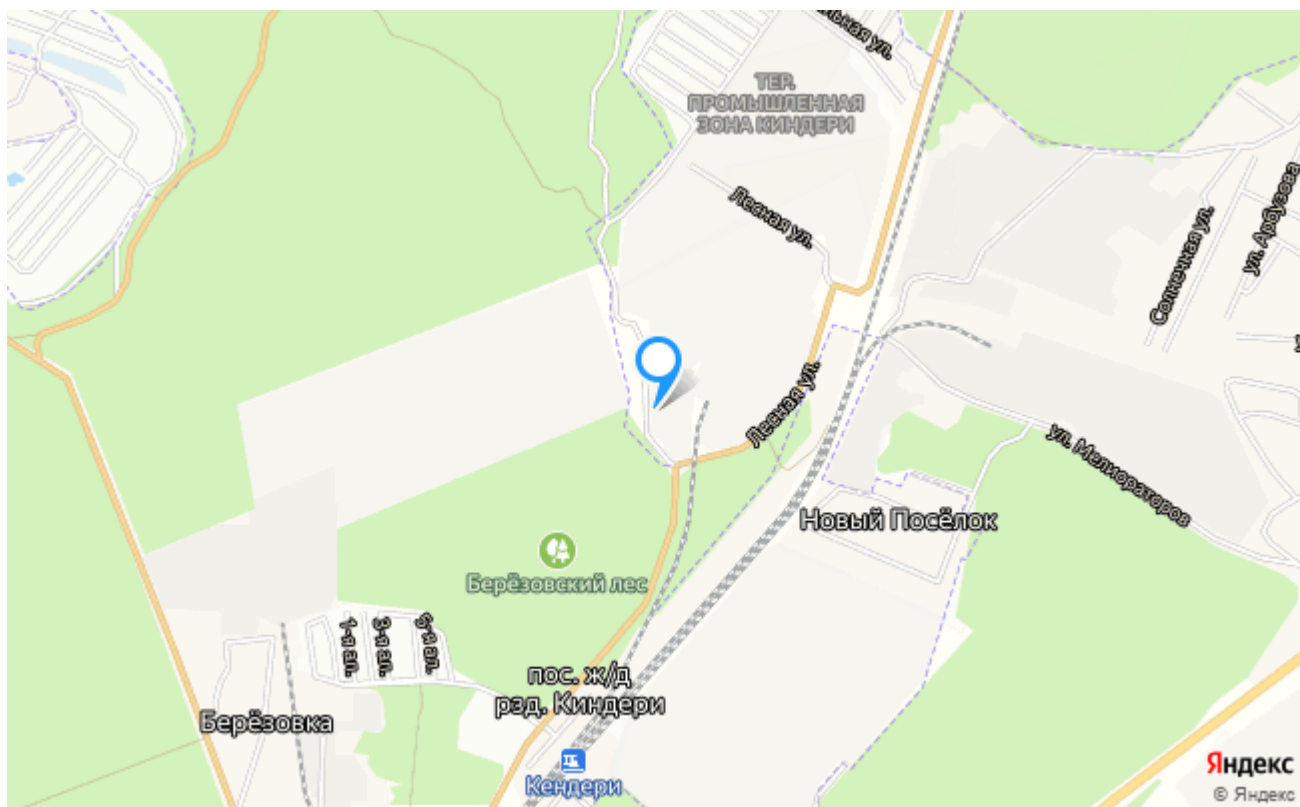 льная ул.
ТЕР.
ПРОМЫШЛЕННАЯ
ЗОНА КИНДЕРИ
Лесная ул.
ул. Арбузова
Солнечная ул.
Лесная ул.
ул. Мелиораторов
Новый Посёлок
Берёзовский лес
1-я ал.
3-я ал.
5-я ал.
пос. ж/д
рзд. Киндери
Берёзовка
Кендери
Яндекс
© Яндекс